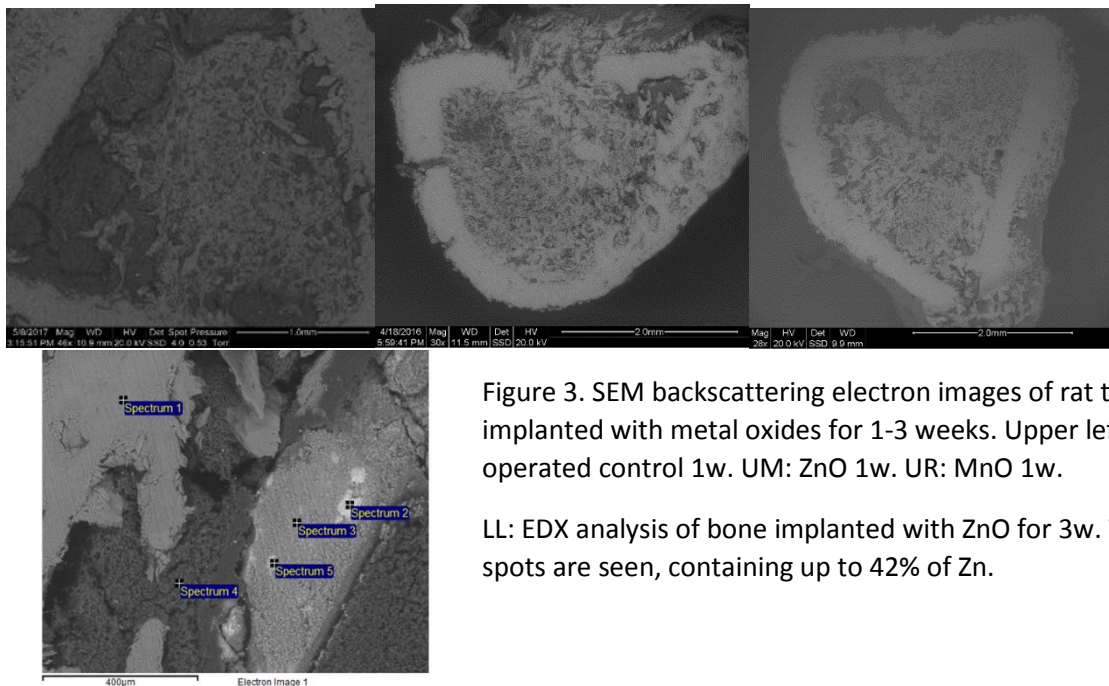 5/8/2017 Mag WD HV Det Spot Pressure 1.0mm
3:15:51 PM 46x 10.9 mm 20.0 kV SSD 4.0 0.53 Torr
4/18/2016 Mag WD Det HV 2.0mm
5:59:41 PM 30x 11.5 mm SSD 20.0 kV
Mag HV Det WD 2.0mm
28x 20.0 kV SSD 9.9 mm
Spectrum 1
Spectrum 2
Spectrum 3
Spectrum 5
Spectrum 4
400µm Electron Image 1
Figure 3. SEM backscattering electron images of rat
implanted with metal oxides for 1-3 weeks. Upper
operated control 1w. UM: ZnO 1w. UR: MnO 1w.
LL: EDX analysis of bone implanted with ZnO for 3w.
spots are seen, containing up to 42% of Zn.